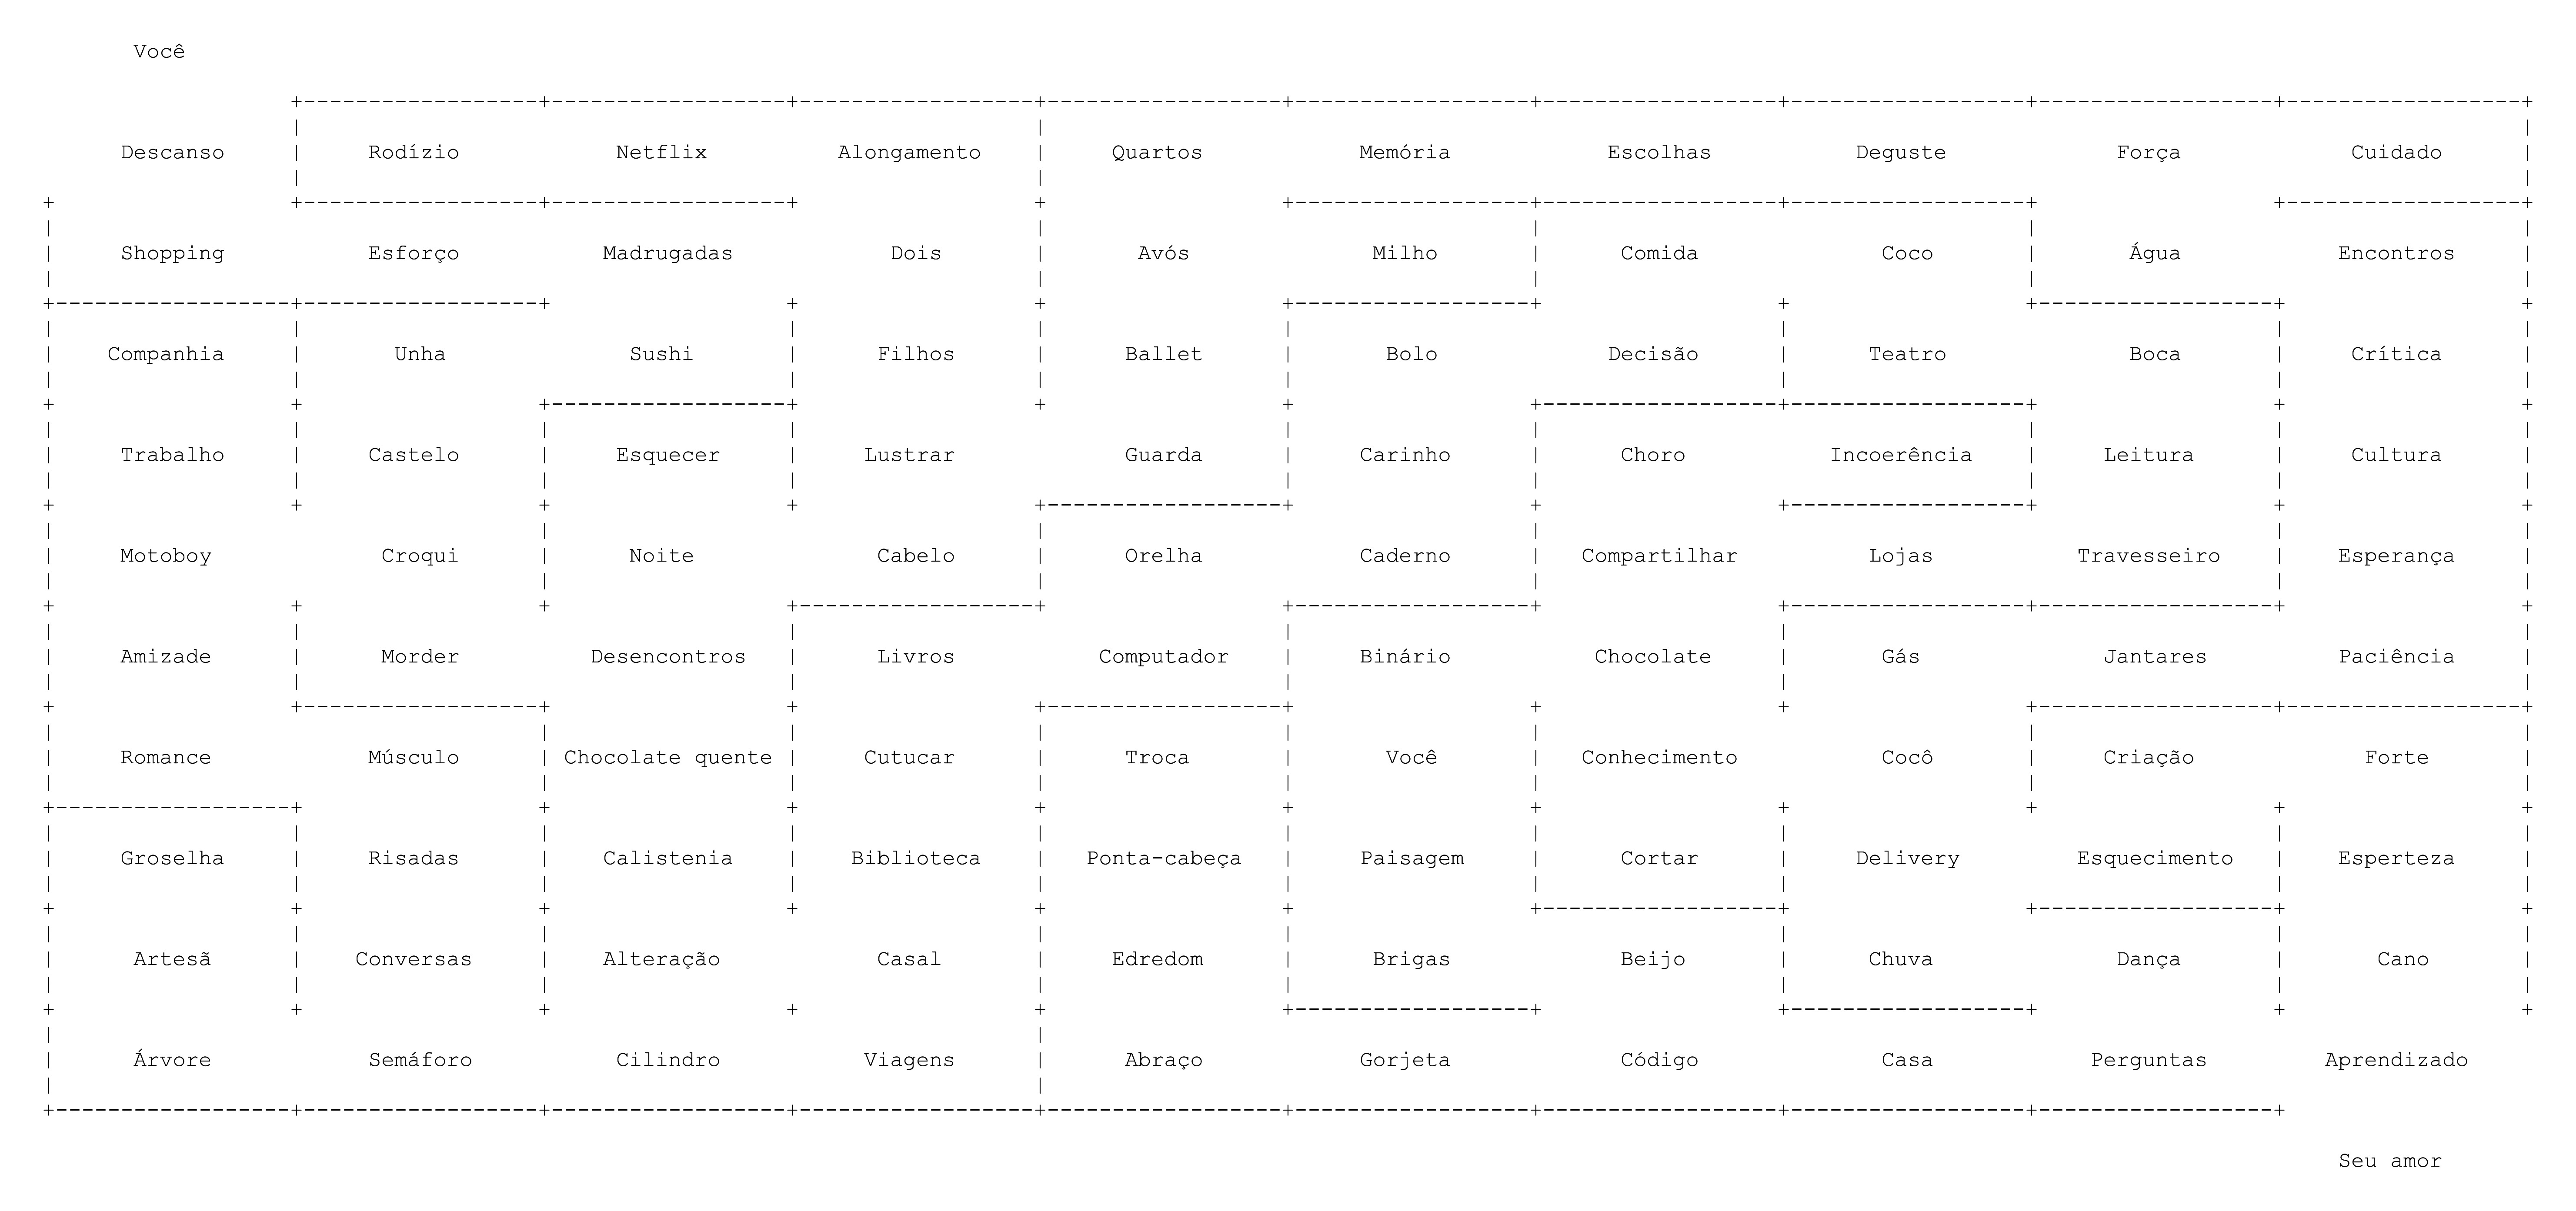 Você
Descanso Rodízio Netflix Alongamento Quartos Memória Escolhas Deguste Força Cuidado
Shopping Esforço Madrugadas Dois Avós Milho Comida Coco Água Encontros
Companhia Unha Sushi Filhos Ballet Bolo Decisão Teatro Boca Crítica
Trabalho Castelo Esquecer Lustrar Guarda Carinho Choro Incoerência Leitura Cultura
Motoboy Croqui Noite Cabelo Orelha Caderno Compartilhar Lojas Travesseiro Esperança
Amizade Morder Desencontros Livros Computador Binário Chocolate Gás Jantares Paciência
Romance Músculo Chocolate quente Cutucar Troca Você Conhecimento Cocô Criação Forte
Groselha Risadas Calistenia Biblioteca Ponta-cabeça Paisagem Cortar Delivery Esquecimento Esperteza
Artesã Conversas Alteração Casal Edredom Brigas Beijo Chuva Dança Cano
Árvore Semáforo Cilindro Viagens Abraço Gorjeta Código Casa Perguntas Aprendizado
Seu amor